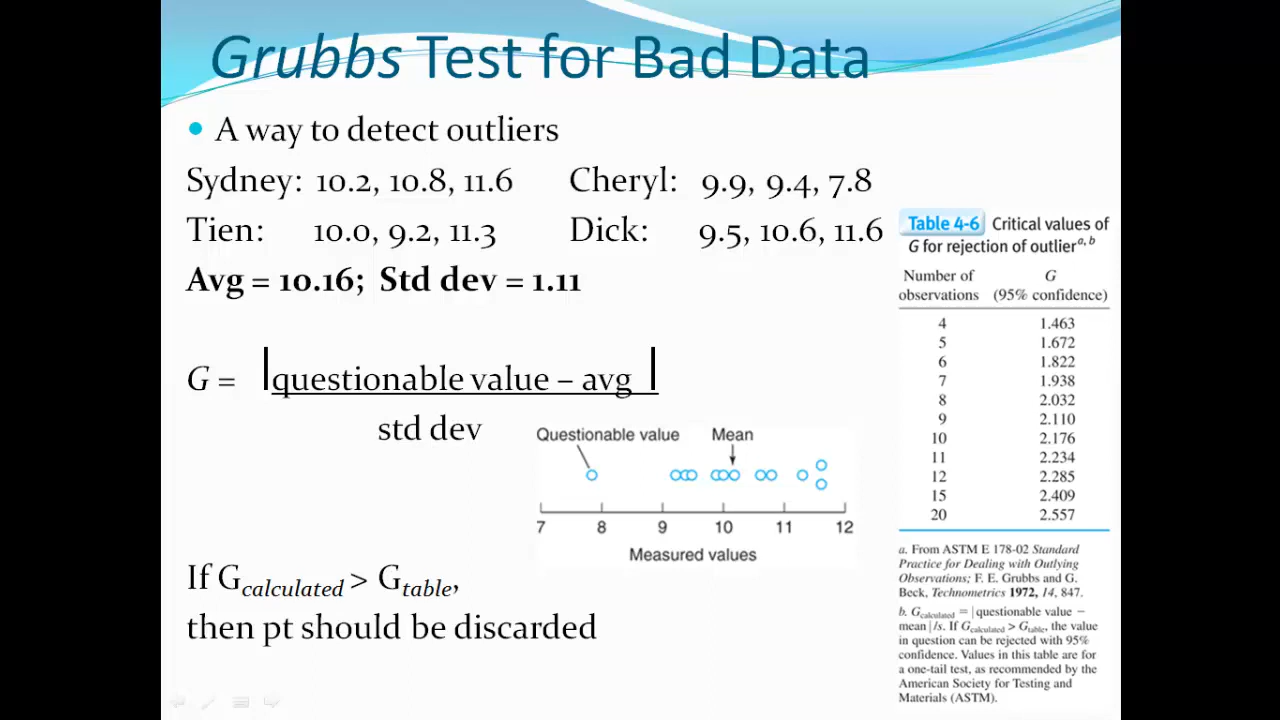 Grubbs Test for Bad Data
• A way to detect outliers
Sydney: 10.2, 10.8, 11.6 Cheryl: 9.9, 9.4, 7.8
Tien: 10.0, 9.2, 11.3 Dick: 9.5, 10.6, 11.6
Avg = 10.16; Std dev = 1.11
G = |questionable value – avg |
std dev
Questionable value Mean
7 8 9 10 11 12
Measured values
If Gcalculated > Gtable,
then pt should be discarded
Table 4-6 Critical values of
G for rejection of outlierᵃ, ᵇ
Number of G
observations (95% confidence)
4 1.463
5 1.672
6 1.822
7 1.938
8 2.032
9 2.110
10 2.176
11 2.234
12 2.285
15 2.409
20 2.557
a. From ASTM E 178-02 Standard
Practice for Dealing with Outlying
Observations; F. E. Grubbs and G.
Beck, Technometrics 1972, 14, 847.
b. Gcalculated = |questionable value −
mean|/s. If Gcalculated > Gtable, the value
in question can be rejected with 95%
confidence. Values in this table are for
a one-tail test, as recommended by the
American Society for Testing and
Materials (ASTM).